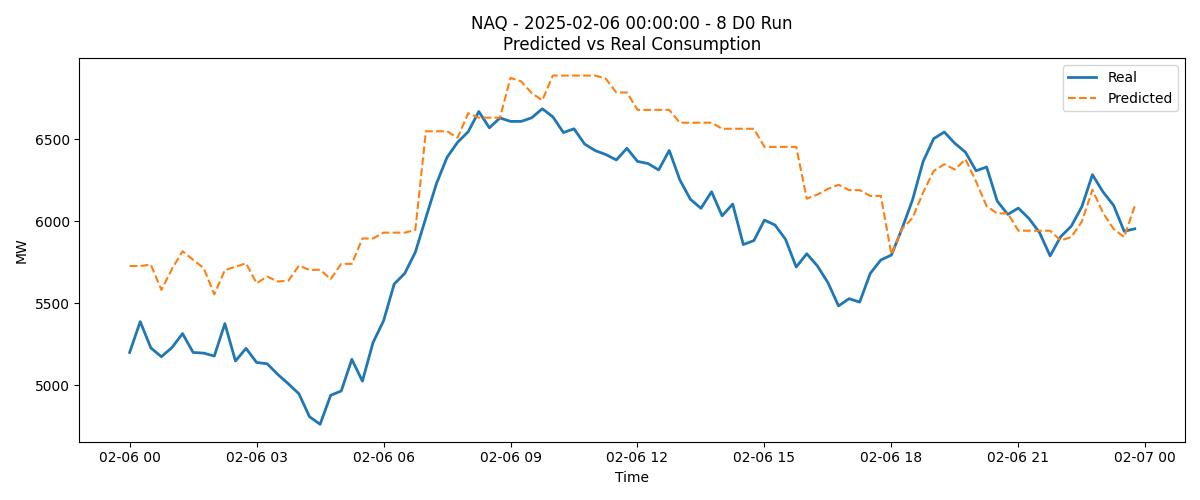 NAQ - 2025-02-06 00:00:00 - 8 D0 Run
Predicted vs Real Consumption
Real
Predicted
MW
6500
6000
5500
5000
02-06 00
02-06 03
02-06 06
02-06 09
02-06 12
02-06 15
02-06 18
02-06 21
02-07 00
Time